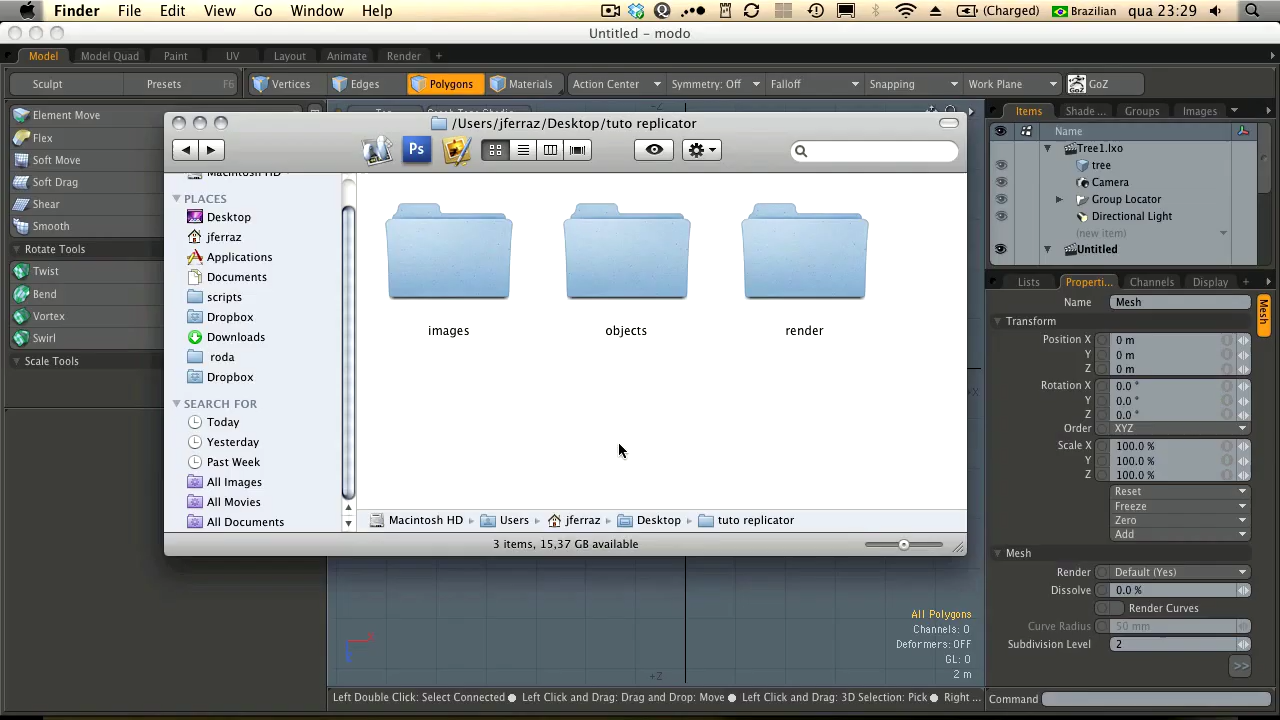 Finder File Edit View Go Window Help (Charged) Brazilian qua 23:29
Untitled – modo
Model Model Quad Paint UV Layout Animate Render +
Sculpt Presets F6 Vertices Edges Polygons Materials Action Center Symmetry: Off Falloff Snapping Work Plane GoZ
Element Move
Flex
Soft Move
Soft Drag
Shear
Smooth
Rotate Tools
Twist
Bend
Vortex
Swirl
Scale Tools
/Users/jferraz/Desktop/tuto replicator
Ps
Macintosh HD
PLACES
Desktop
jferraz
Applications
Documents
scripts
Dropbox
Downloads
roda
Dropbox
SEARCH FOR
Today
Yesterday
Past Week
All Images
All Movies
All Documents
images objects render
Macintosh HD Users jferraz Desktop tuto replicator
3 items, 15,37 GB available
All Polygons
Channels: 0
Deformers: OFF
GL: 0
2 m
+Z
Left Double Click: Select Connected Left Click and Drag: Drag and Drop: Move Left Click and Drag: 3D Selection: Pick Right ...
Items Shade ... Groups Images
Name
Tree1.lxo
tree
Camera
Group Locator
Directional Light
(new item)
Untitled
Lists Properti... Channels Display +
Name Mesh
Mesh
Transform
Position X 0 m
Y 0 m
Z 0 m
Rotation X 0.0 °
Y 0.0 °
Z 0.0 °
Order XYZ
Scale X 100.0 %
Y 100.0 %
Z 100.0 %
Reset
Freeze
Zero
Add
Mesh
Render Default (Yes)
Dissolve 0.0 %
Render Curves
Curve Radius 50 mm
Subdivision Level 2
>>
Command